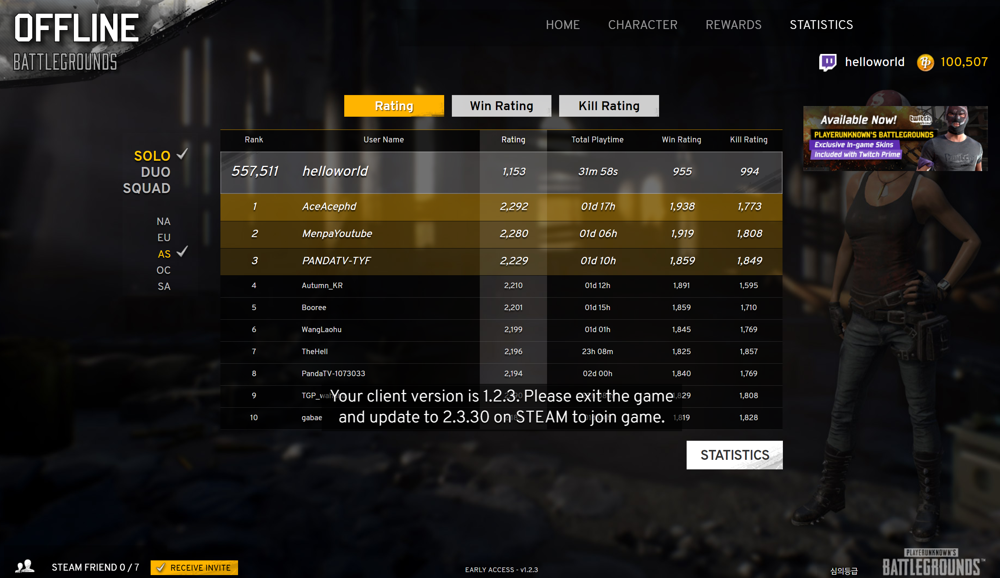 OFFLINE
BATTLEGROUNDS
HOME CHARACTER REWARDS STATISTICS
helloworld 100,507
Rating Win Rating Kill Rating
Available Now! twitch Prime
PLAYERUNKNOWN'S BATTLEGROUNDS
Exclusive In-game Skins
Included with Twitch Prime
SOLO
DUO
SQUAD
NA
EU
AS
OC
SA
Rank User Name Rating Total Playtime Win Rating Kill Rating
557,511 helloworld 1,153 31m 58s 955 994
1 AceAcephd 2,292 01d 17h 1,938 1,773
2 MenpaYoutube 2,280 01d 06h 1,919 1,808
3 PANDATV-TYF 2,229 01d 10h 1,859 1,849
4 Autumn_KR 2,210 01d 12h 1,891 1,595
5 Booree 2,201 01d 15h 1,859 1,710
6 WangLaohu 2,199 01d 01h 1,845 1,769
7 TheHell 2,196 23h 08m 1,825 1,857
8 PandaTV-1073033 2,194 02d 00h 1,840 1,769
9 1,829 1,808
10 gabae 1,819 1,828
Your client version is 1.2.3. Please exit the game
and update to 2.3.30 on STEAM to join game.
STATISTICS
STEAM FRIEND 0 / 7 RECEIVE INVITE
EARLY ACCESS - v1.2.3
심의등급
PLAYERUNKNOWN'S
BATTLEGROUNDS™